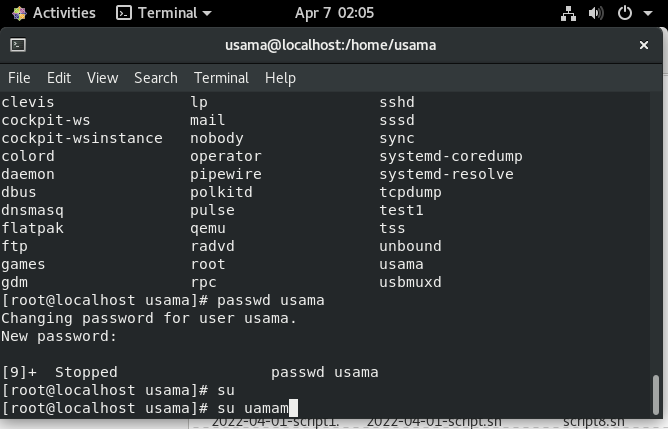 Activities Terminal Apr 7 02:05
usama@localhost:/home/usama ×
File Edit View Search Terminal Help
clevis lp sshd
cockpit-ws mail sssd
cockpit-wsinstance nobody sync
colord operator systemd-coredump
daemon pipewire systemd-resolve
dbus polkitd tcpdump
dnsmasq pulse test1
flatpak qemu tss
ftp radvd unbound
games root usama
gdm rpc usbmuxd
[root@localhost usama]# passwd usama
Changing password for user usama.
New password:
[9]+ Stopped passwd usama
[root@localhost usama]# su
[root@localhost usama]# su uamam
2022-04-01-script1. 2022-04-01-script.sh script8.sh